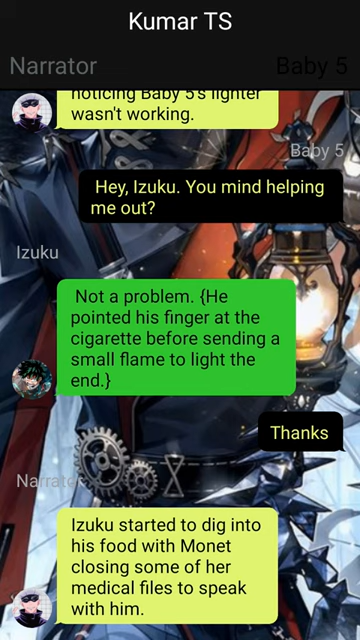 Kumar TS
Narrator
Baby 5
noticing Baby 5's lighter
wasn't working.
Baby 5
Hey, Izuku. You mind helping
me out?
Izuku
Not a problem. {He
pointed his finger at the
cigarette before sending a
small flame to light the
end.}
Thanks
Narrator
Izuku started to dig into
his food with Monet
closing some of her
medical files to speak
with him.